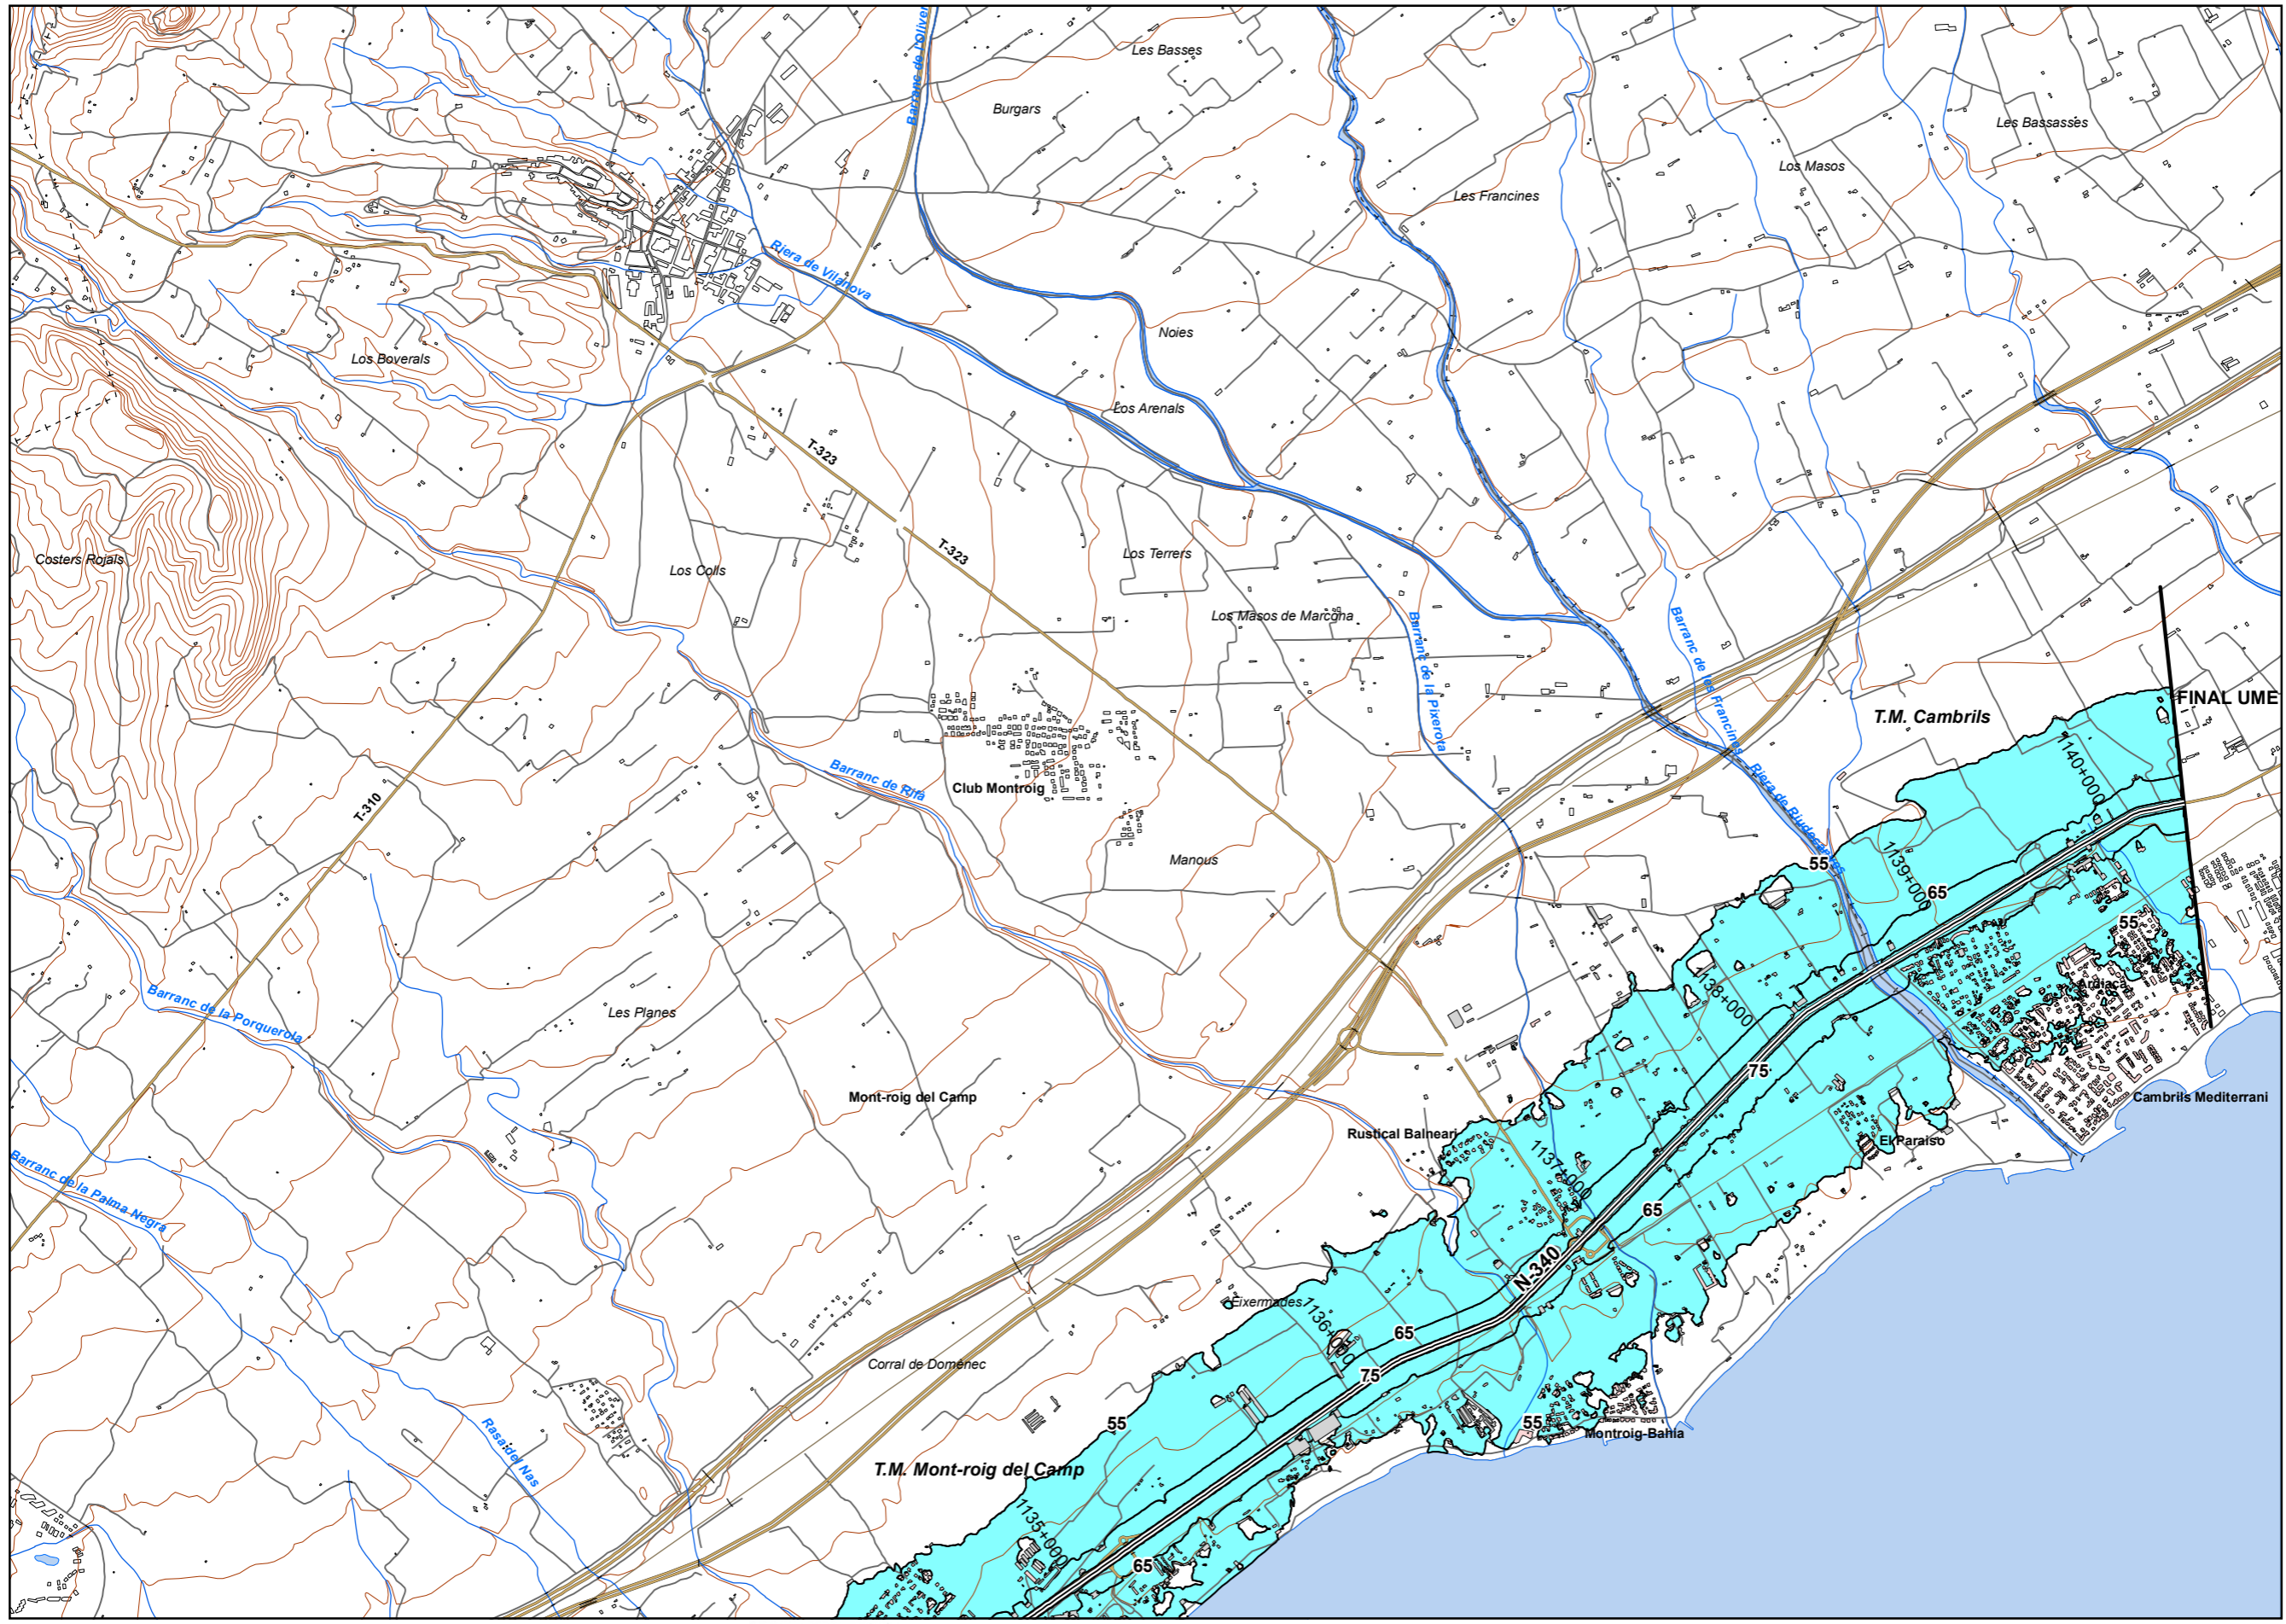 Barranc de l'Oliver
Les Basses
Burgars
Les Bassasses
Los Masos
Les Francines
Riera de Vilanova
Noies
Los Boverals
Los Arenals
T-323
T-323
Costers Rojals
Los Colls
Los Terrers
Los Masos de Marcona
Barranc de la Pixerota
Barranc de les Francines
FINAL UME
T.M. Cambrils
1140+000
Barranc de Rifà
Club Montroig
T-310
Riera de Riudecanyes
Manous
55
1139+000
65
55
Ardiaca
Barranc de la Porquerola
Les Planes
1138+000
75
Mont-roig del Camp
Cambrils Mediterrani
Rustical Balneari
El Paraiso
Barranc de la Palma Negra
1137+000
65
N-340
Eixermades
65
Corral de Domènec
75
55
55
Montroig-Bahia
Rasa del Nas
T.M. Mont-roig del Camp
1135+000
65